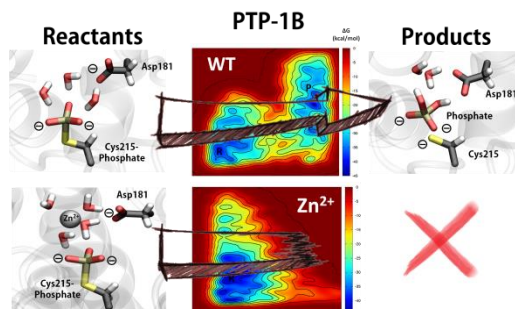 PTP-1B
Reactants
Products
ΔG
(kcal/mol)
Asp181
WT
P
Asp181
Phosphate
Cys215-
Phosphate
Cys215
Asp181
Zn²⁺
Zn²⁺
Cys215-
Phosphate